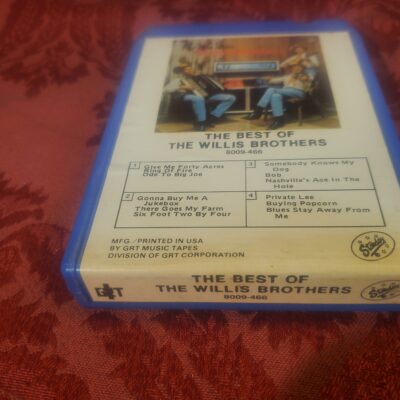 THE BEST OF
THE WILLIS BROTHERS
8009-466
1 Give Me Forty Acres
Ring Of Fire
Ode To Big Joe
2 Gonna Buy Me A
Jukebox
There Goes My Farm
Six Foot Two By Four
3 Somebody Knows My
Dog
Bob
Nashville's Ace In The
Hole
4 Private Lee
Buying Popcorn
Blues Stay Away From
Me
MFG./PRINTED IN USA
BY GRT MUSIC TAPES
DIVISION OF GRT CORPORATION
Starday
GRT
THE BEST OF
THE WILLIS BROTHERS
8009-466
Starday